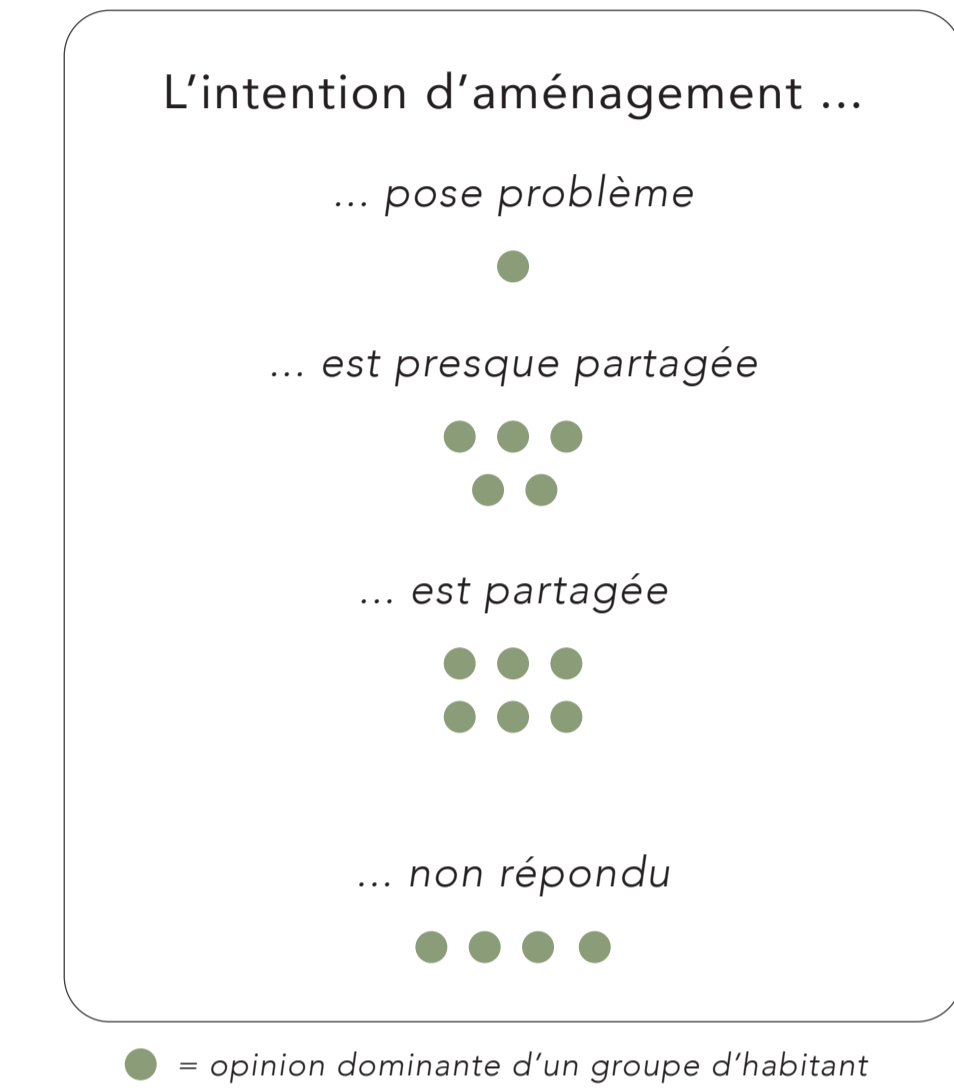 L’intention d’aménagement ...
... pose problème
... est presque partagée
... est partagée
... non répondu
= opinion dominante d’un groupe d’habitant